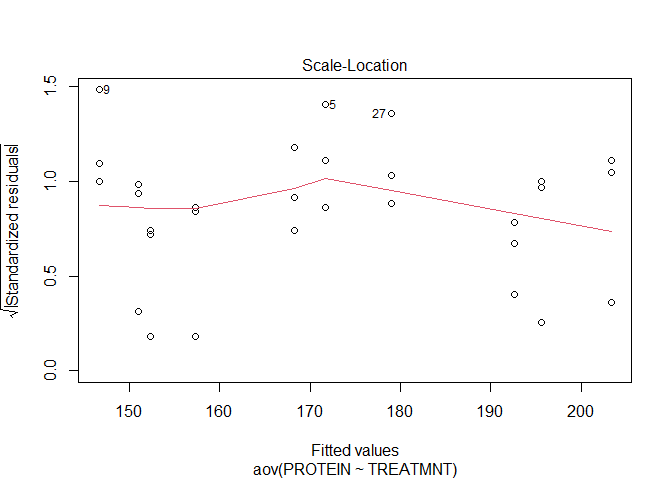 Scale-Location
√|Standardized residuals|
1.5
1.0
0.5
0.0
9
5
27
150 160 170 180 190 200
Fitted values
aov(PROTEIN ~ TREATMNT)